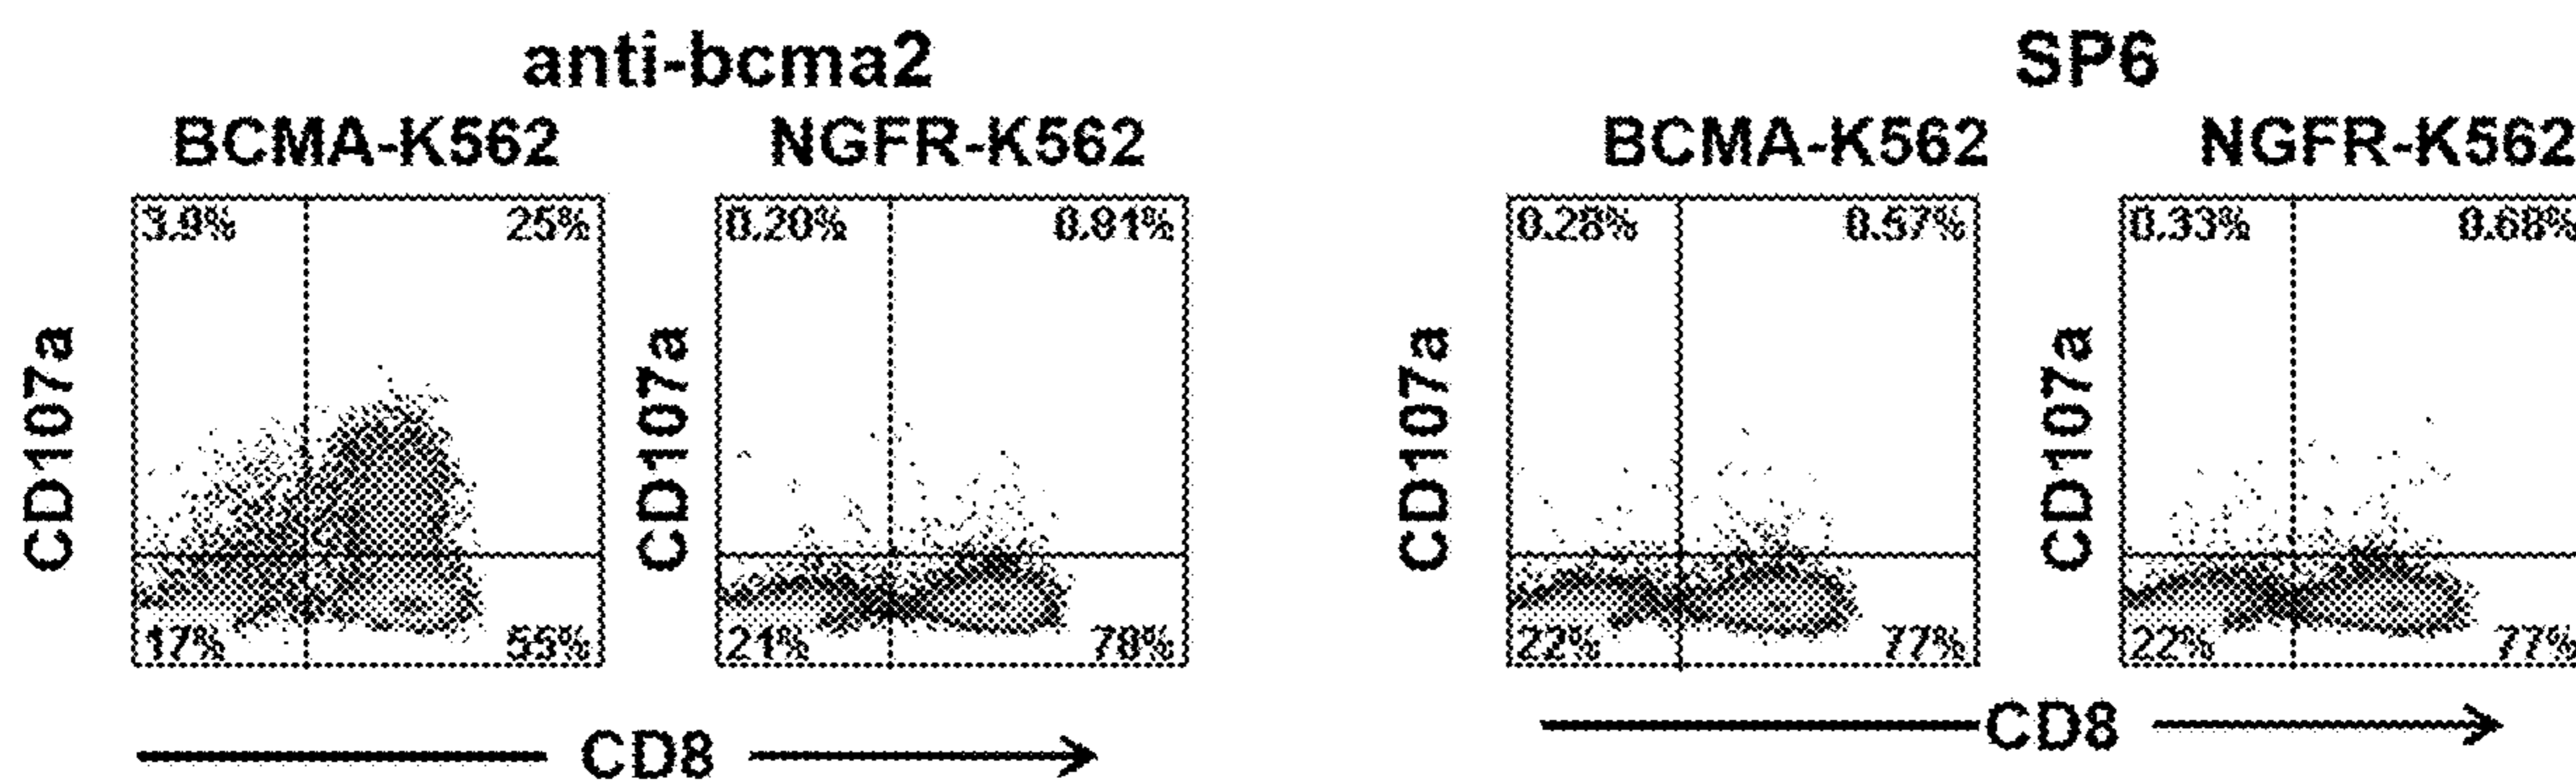 anti-bcma2 SP6
BCMA-K562 NGFR-K562 BCMA-K562 NGFR-K562
3.9% 25% 0.20% 0.81% 0.28% 0.57% 0.33% 0.68%
CD107a CD107a CD107a CD107a
17% 55% 21% 78% 22% 77% 22% 77%
CD8 CD8